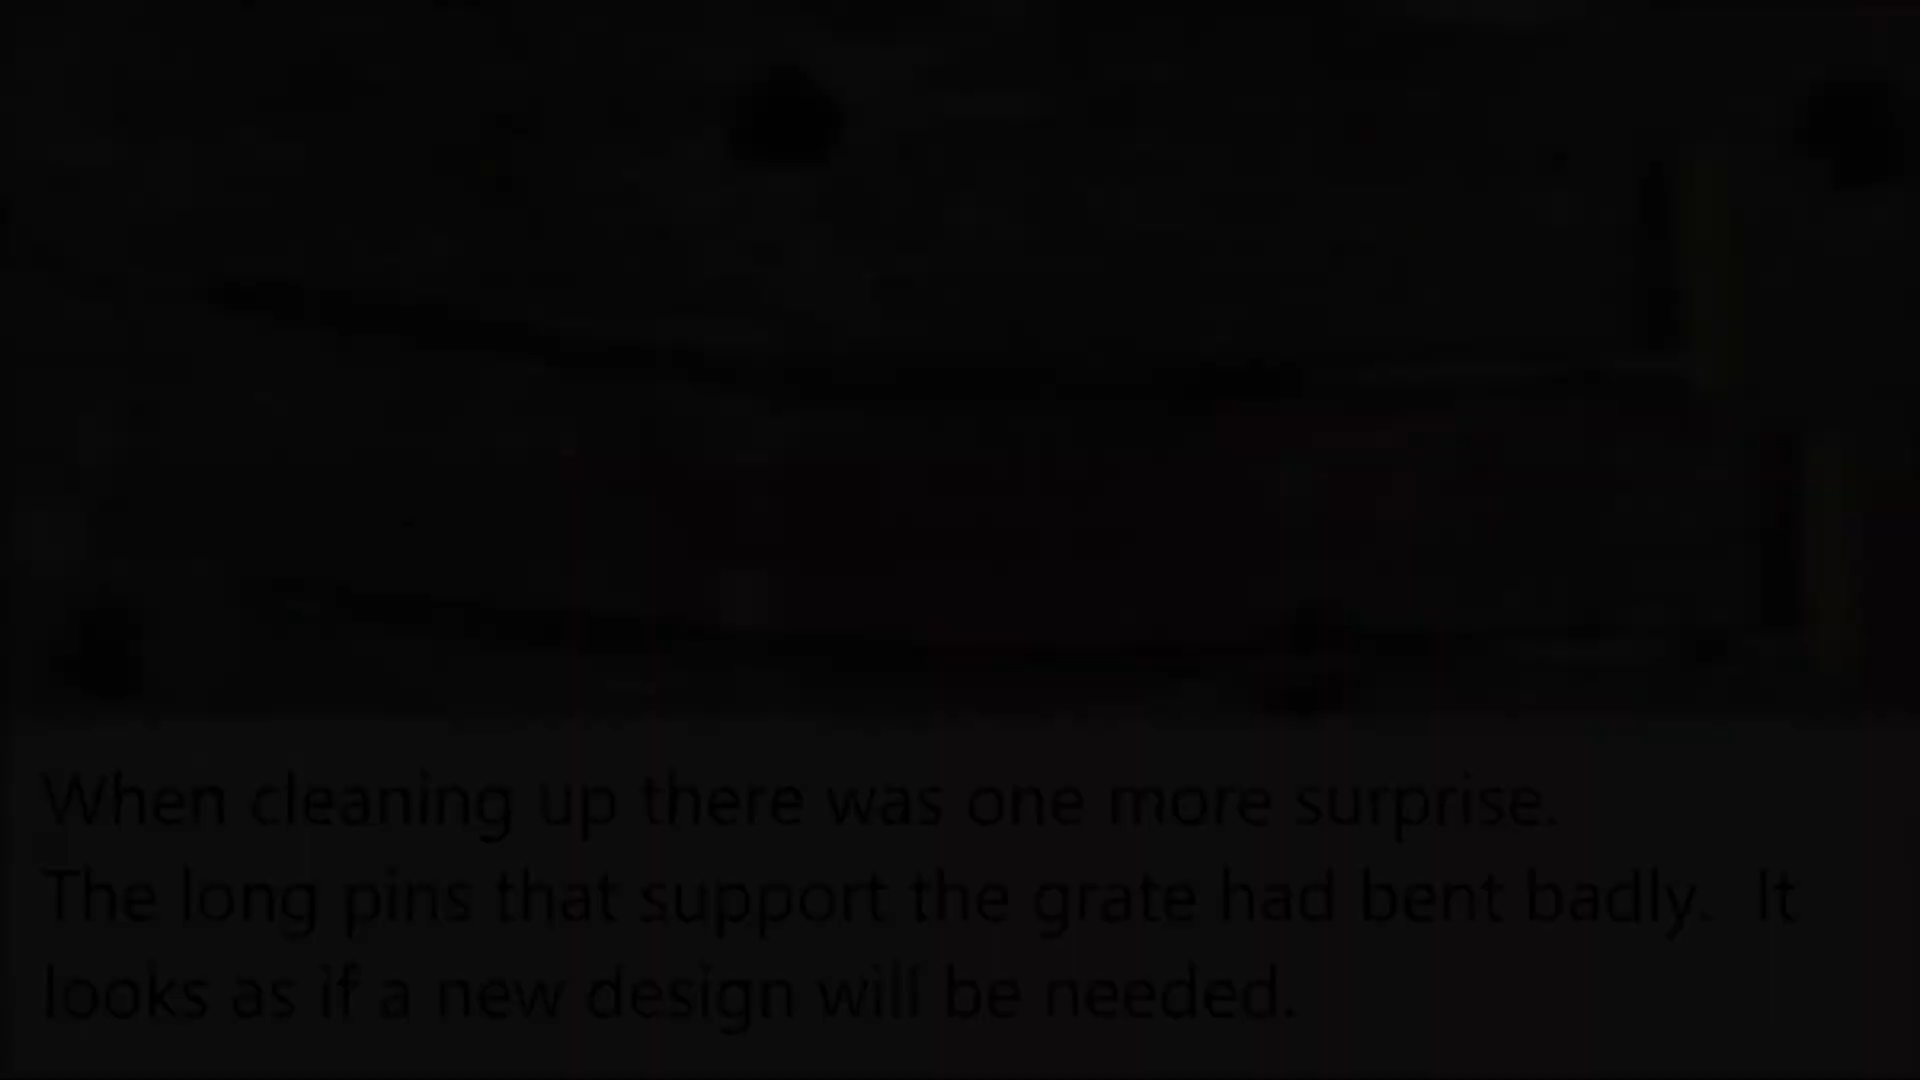 When cleaning up there was one more surprise.
The long pins that support the grate had bent badly.  It
looks as if a new design will be needed.